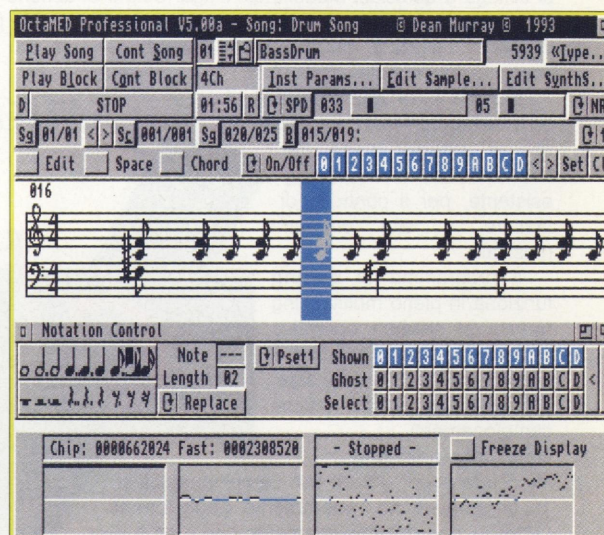 OctaMED Professional V5.00a - Song: Drum Song © Dean Murray © 1993
Play Song Cont Song 01 BassDrum 5939 «Type...
Play Block Cont Block 4Ch Inst Params... Edit Sample... Edit SynthS..
D STOP 01:56 R SPD 033 05
Sg 01/01 < > Sc 001/001 Sg 020/025 B 015/019:
Edit Space Chord On/Off 0 1 2 3 4 5 6 7 8 9 A B C D < > Set
016
4 4
4 4
Notation Control
Note --- Pset1 Shown 0 1 2 3 4 5 6 7 8 9 A B C D
Length 02 Ghost 0 1 2 3 4 5 6 7 8 9 A B C D <
Replace Select 0 1 2 3 4 5 6 7 8 9 A B C D
Chip: 0000662024 Fast: 0002308520 - Stopped - Freeze Display